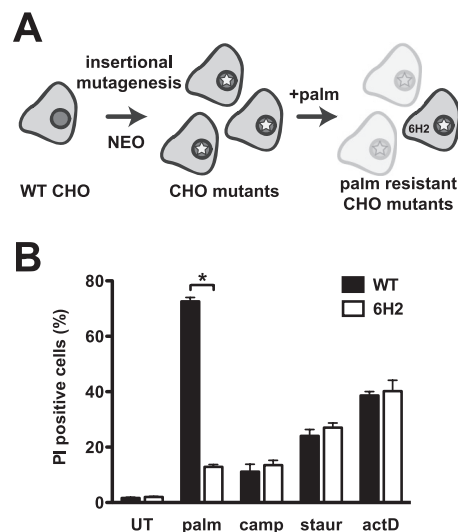 A
insertional
mutagenesis
NEO
+palm
6H2
WT CHO
CHO mutants
palm resistant
CHO mutants
B
PI positive cells (%)
80
60
40
20
0
*
WT
6H2
UT palm camp staur actD